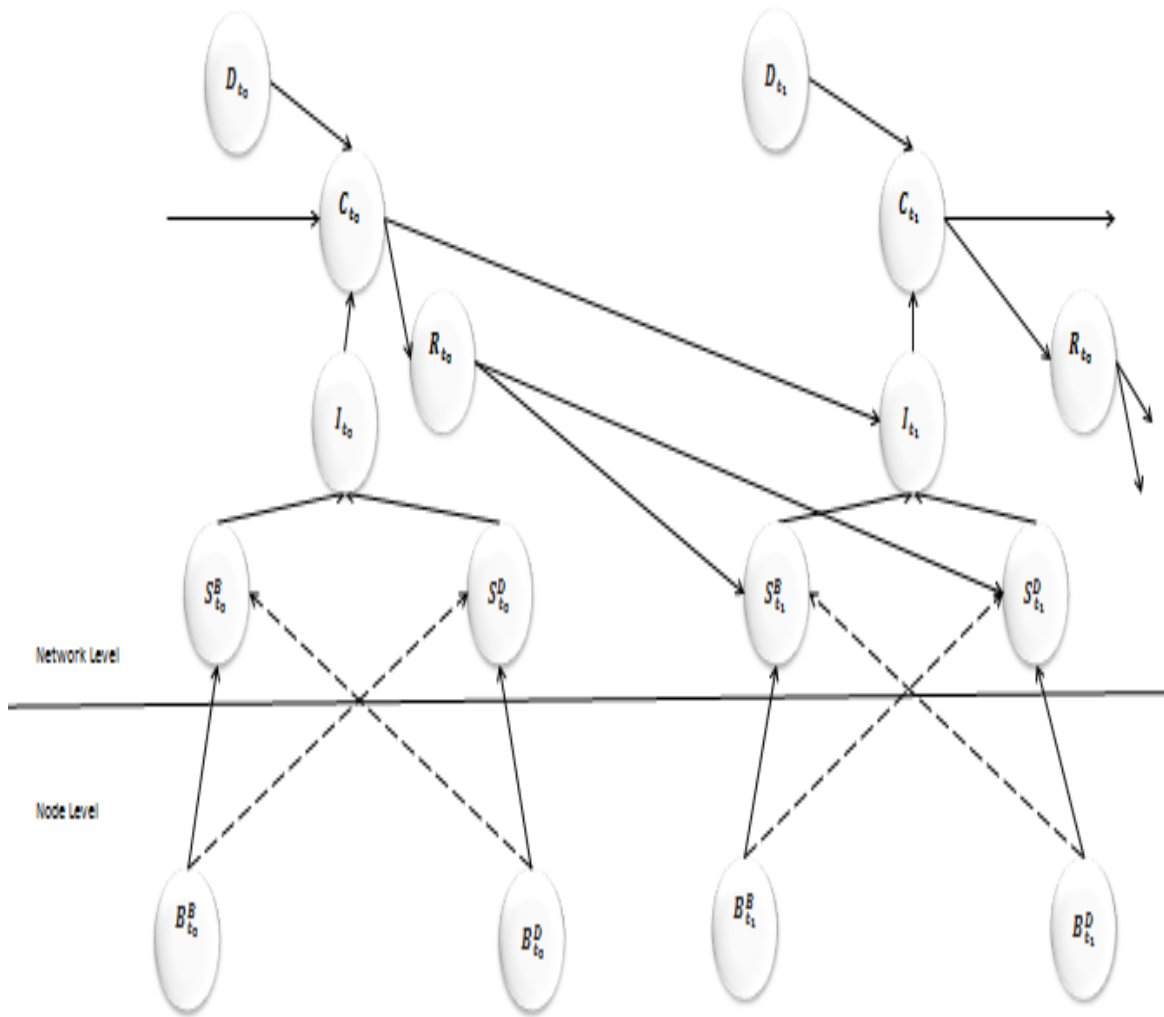 D_{t_0}
D_{t_1}
C_{t_0}
C_{t_1}
R_{t_0}
R_{t_0}
I_{t_0}
I_{t_1}
S^B_{t_0}
S^D_{t_0}
S^B_{t_1}
S^D_{t_1}
Network Level
Node Level
B^B_{t_0}
B^D_{t_0}
B^B_{t_1}
B^D_{t_1}